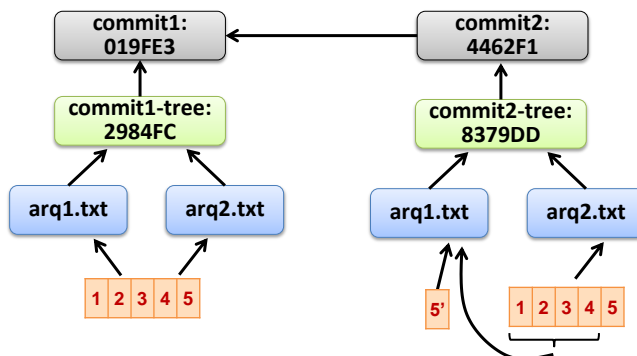 commit1:
019FE3
commit2:
4462F1
commit1-tree:
2984FC
commit2-tree:
8379DD
arq1.txt
arq2.txt
arq1.txt
arq2.txt
1 2 3 4 5
5’
1 2 3 4 5